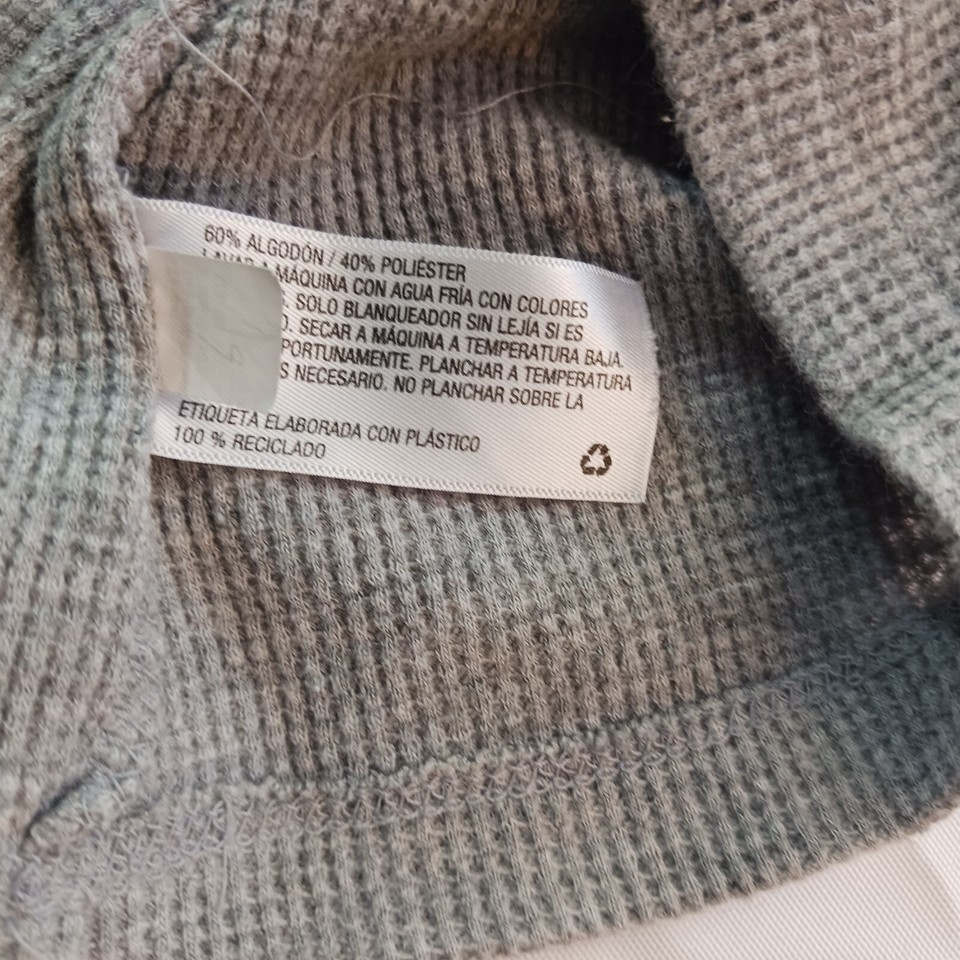 60% ALGODÓN / 40% POLIÉSTER
LAVAR A MÁQUINA CON AGUA FRÍA CON COLORES
SOLO BLANQUEADOR SIN LEJÍA SI ES
SECAR A MÁQUINA A TEMPERATURA BAJA.
PLANCHAR A TEMPERATURA
NECESARIO. NO PLANCHAR SOBRE LA
ETIQUETA ELABORADA CON PLÁSTICO
100 % RECICLADO